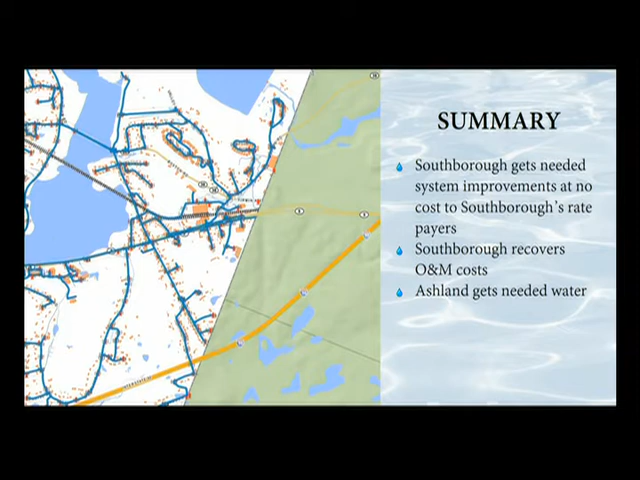 SUMMARY
Southborough gets needed
system improvements at no
cost to Southborough's rate
payers
Southborough recovers
O&M costs
Ashland gets needed water